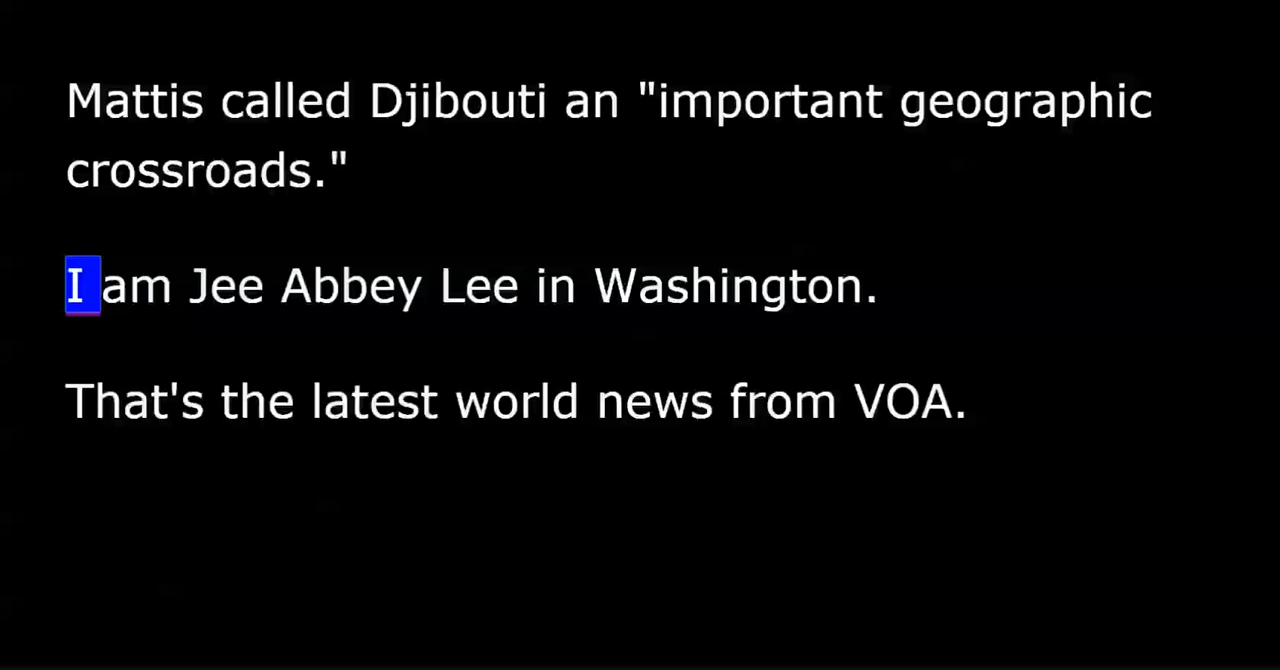 Mattis called Djibouti an "important geographic
crossroads."
I am Jee Abbey Lee in Washington.
That's the latest world news from VOA.